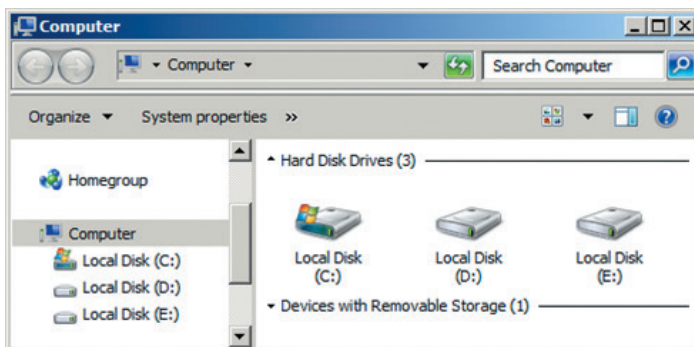 Computer
Computer
Search Computer
Organize
System properties
»
Homegroup
Computer
Local Disk (C:)
Local Disk (D:)
Local Disk (E:)
Hard Disk Drives (3)
Local Disk (C:)
Local Disk (D:)
Local Disk (E:)
Devices with Removable Storage (1)